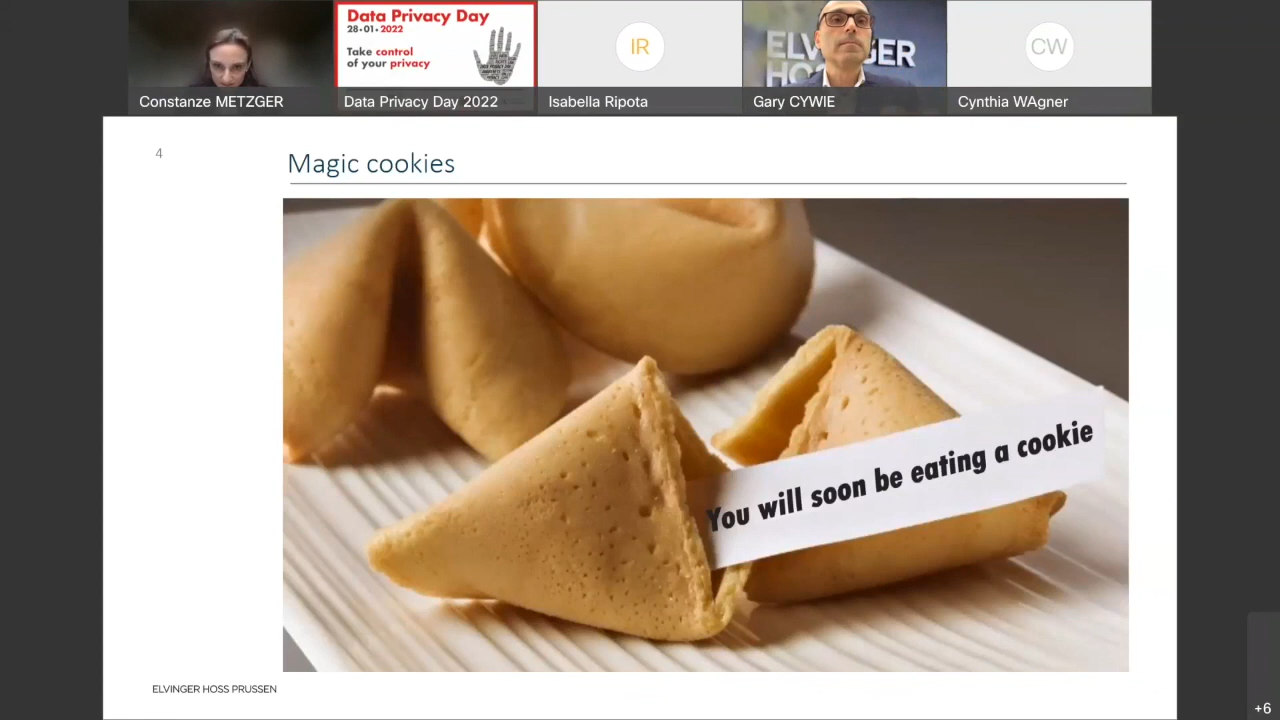 Data Privacy Day
28•01•2022
Take control
of your privacy
IR
ELVINGER
HOSS
CW
Constanze METZGER
Data Privacy Day 2022
Isabella Ripota
Gary CYWIE
Cynthia WAgner
4
Magic cookies
You will soon be eating a cookie
ELVINGER HOSS PRUSSEN
+6